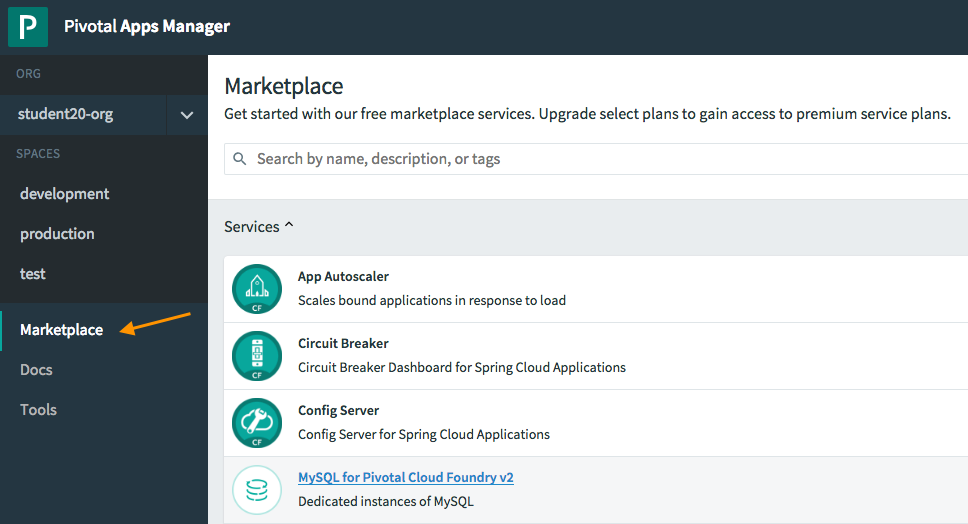 P
Pivotal Apps Manager
ORG
student20-org
SPACES
development
production
test
Marketplace
Docs
Tools
Marketplace
Get started with our free marketplace services. Upgrade select plans to gain access to premium service plans.
Search by name, description, or tags
Services
CF
App Autoscaler
Scales bound applications in response to load
CF
Circuit Breaker
Circuit Breaker Dashboard for Spring Cloud Applications
CF
Config Server
Config Server for Spring Cloud Applications
MySQL for Pivotal Cloud Foundry v2
Dedicated instances of MySQL